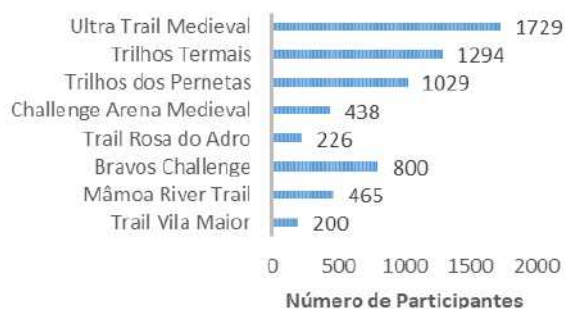 Ultra Trail Medieval 1729
Trilhos Termais 1294
Trilhos dos Pernetas 1029
Challenge Arena Medieval 438
Trail Rosa do Adro 226
Bravos Challenge 800
Mâmoa River Trail 465
Trail Vila Maior 200
0 500 1000 1500 2000
Número de Participantes